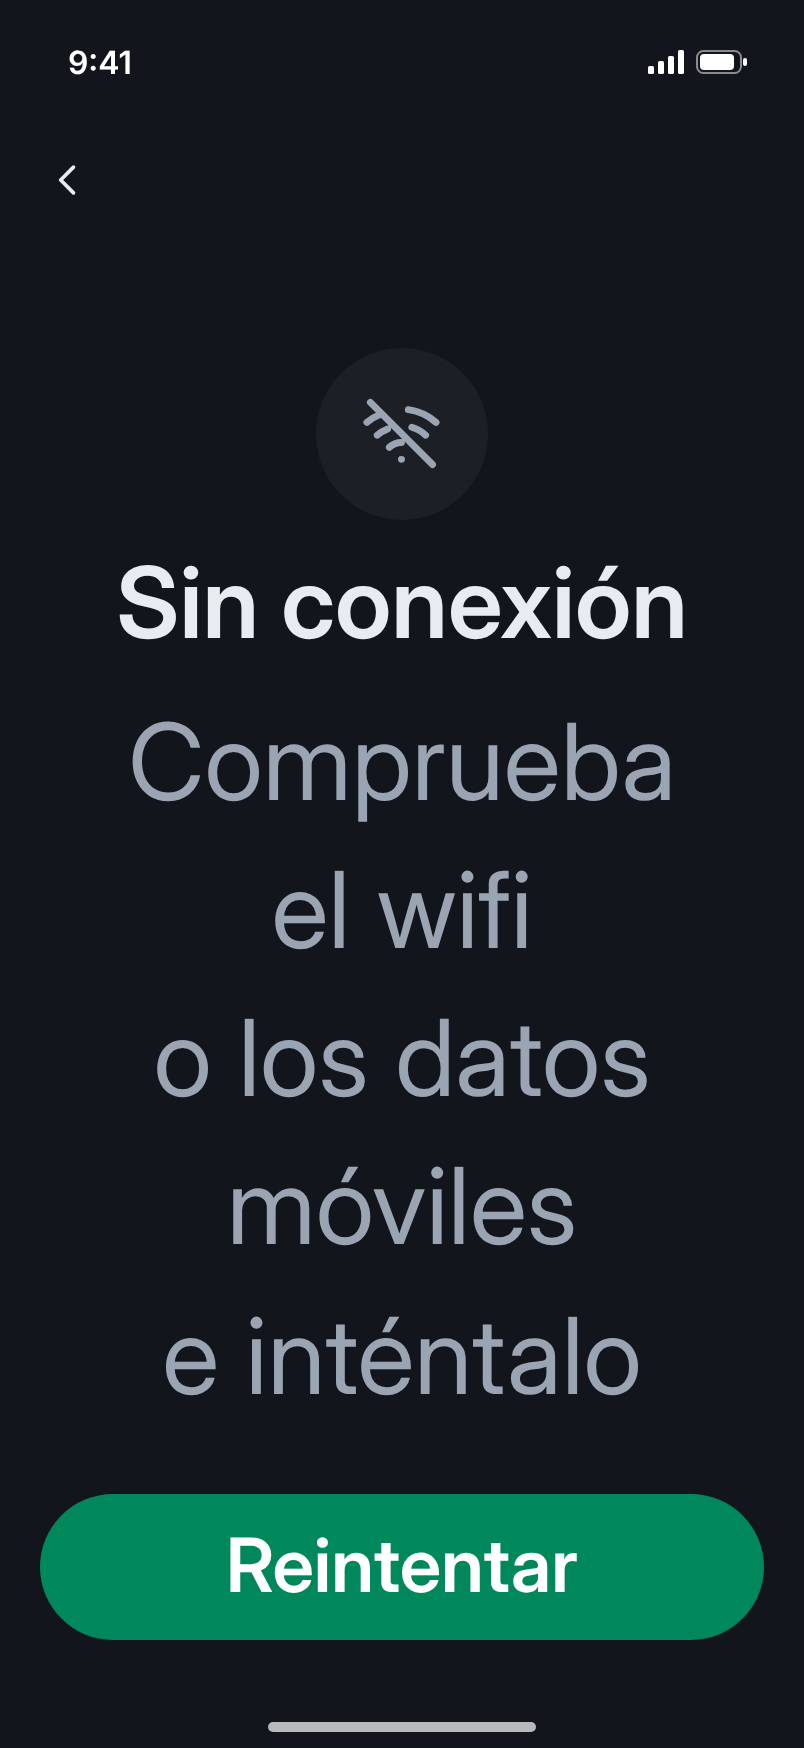 9:41
Sin conexión
Comprueba
el wifi
o los datos
móviles
e inténtalo
Reintentar